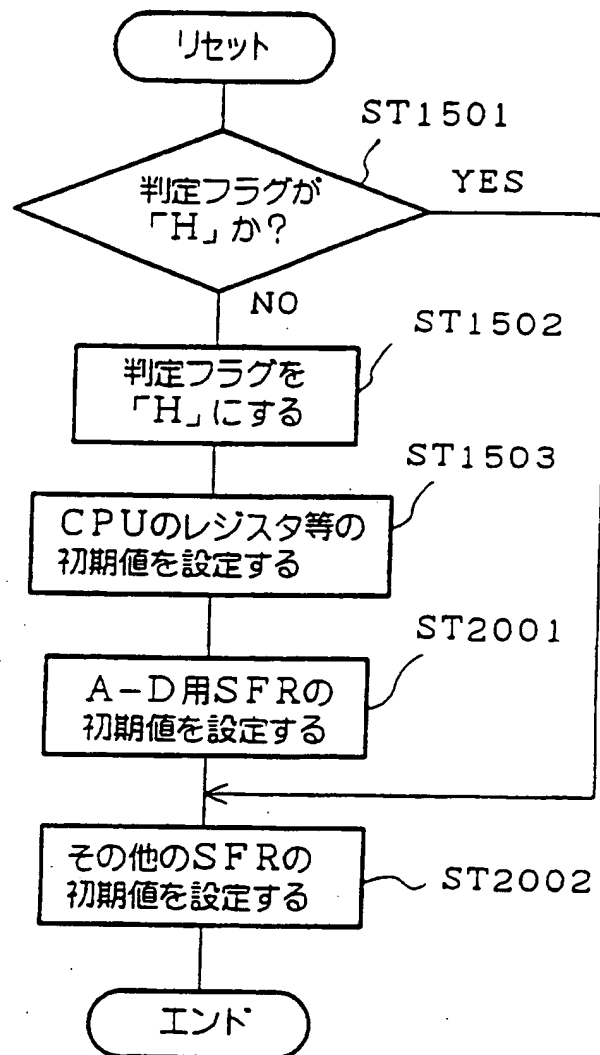 リセット
ST1501
判定フラグが
「H」か?
YES
NO
ST1502
判定フラグを
「H」にする
ST1503
CPUのレジスタ等の
初期値を設定する
ST2001
A-D用SFRの
初期値を設定する
その他のSFRの
初期値を設定する
ST2002
エンド